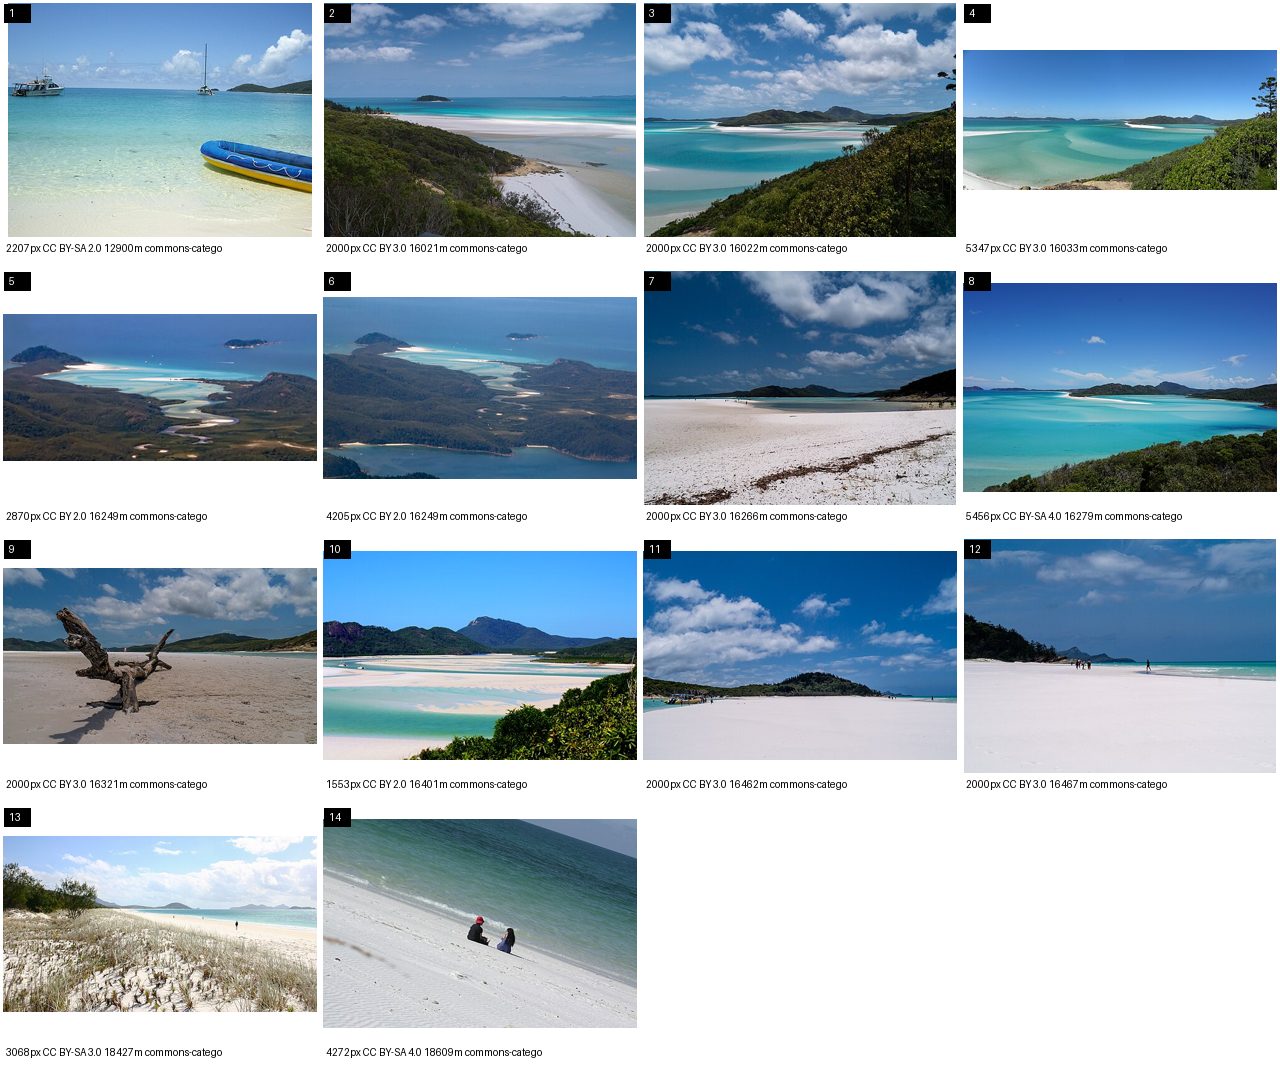 1
2
3
4
2207px CC BY-SA 2.0 12900m commons-catego
2000px CC BY 3.0 16021m commons-catego
2000px CC BY 3.0 16022m commons-catego
5347px CC BY 3.0 16033m commons-catego
5
6
7
8
2870px CC BY 2.0 16249m commons-catego
4205px CC BY 2.0 16249m commons-catego
2000px CC BY 3.0 16266m commons-catego
5456px CC BY-SA 4.0 16279m commons-catego
9
10
11
12
2000px CC BY 3.0 16321m commons-catego
1553px CC BY 2.0 16401m commons-catego
2000px CC BY 3.0 16462m commons-catego
2000px CC BY 3.0 16467m commons-catego
13
14
3068px CC BY-SA 3.0 18427m commons-catego
4272px CC BY-SA 4.0 18609m commons-catego